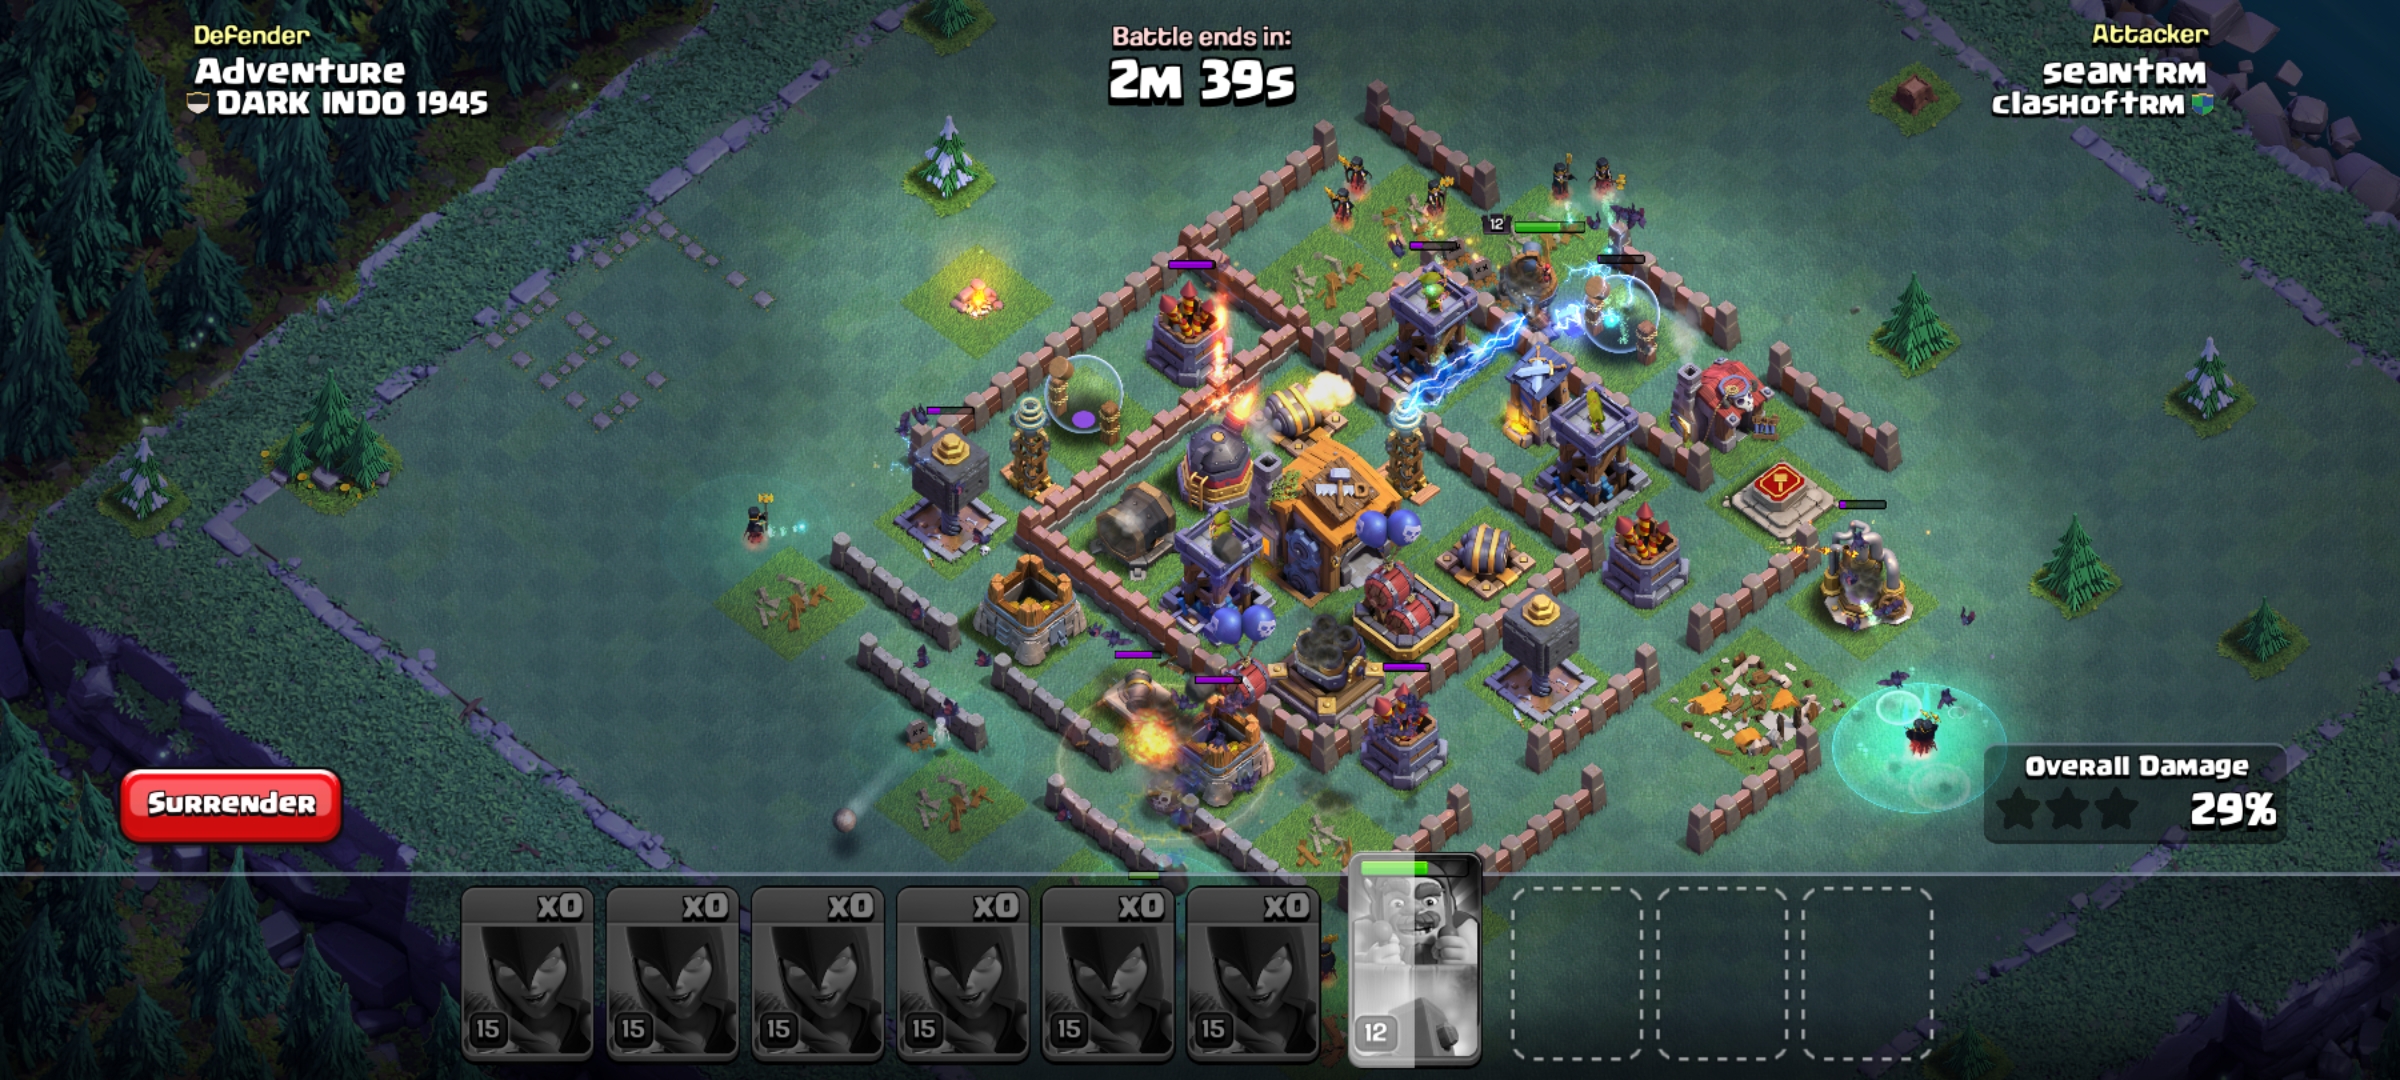 Defender
Adventure
DARK INDO 1945
Battle ends in:
2M 39s
Attacker
seantRM
clashoftRM
12
Surrender
Overall Damage
29%
x0
x0
x0
x0
x0
x0
15
15
15
15
15
15
12